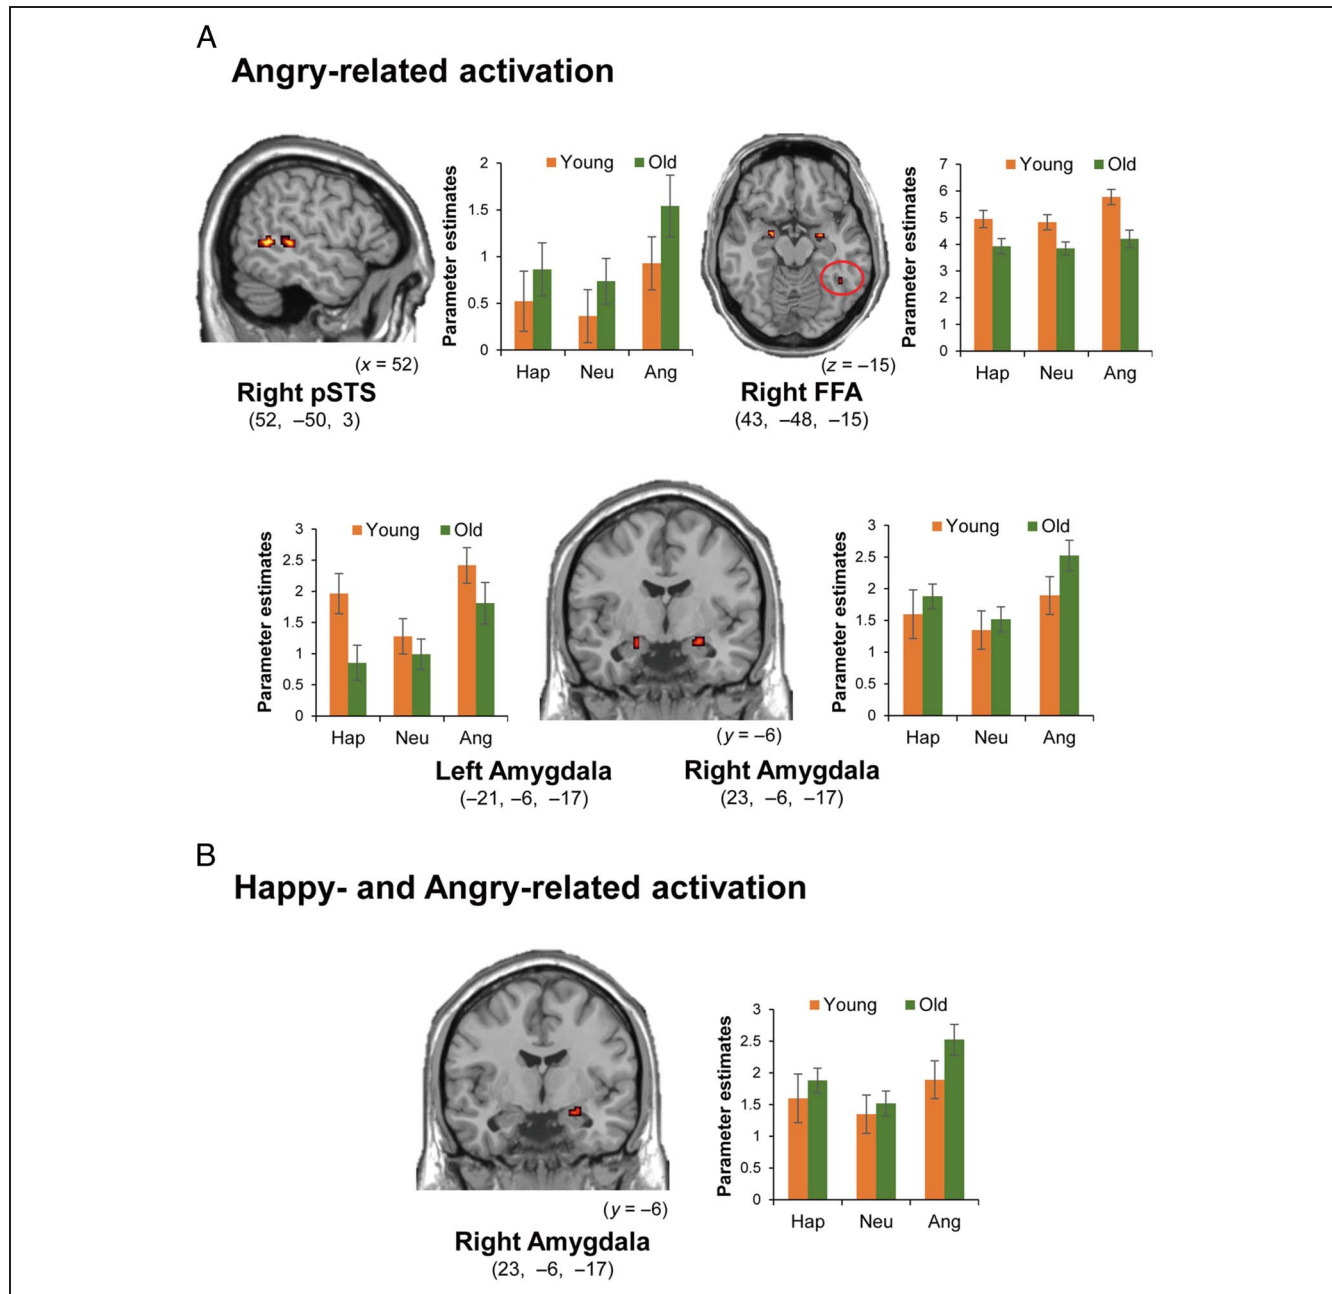 A
Angry-related activation
Parameter estimates
2
1.5
1
0.5
0
Young Old
Hap Neu Ang
(x = 52)
Right pSTS
(52, –50, 3)
(z = –15)
Right FFA
(43, –48, –15)
Parameter estimates
7
6
5
4
3
2
1
0
Young Old
Hap Neu Ang
Parameter estimates
3
2.5
2
1.5
1
0.5
0
Young Old
Hap Neu Ang
Left Amygdala
(–21, –6, –17)
(y = –6)
Right Amygdala
(23, –6, –17)
Parameter estimates
3
2.5
2
1.5
1
0.5
0
Young Old
Hap Neu Ang
B
Happy- and Angry-related activation
(y = –6)
Right Amygdala
(23, –6, –17)
Parameter estimates
3
2.5
2
1.5
1
0.5
0
Young Old
Hap Neu Ang